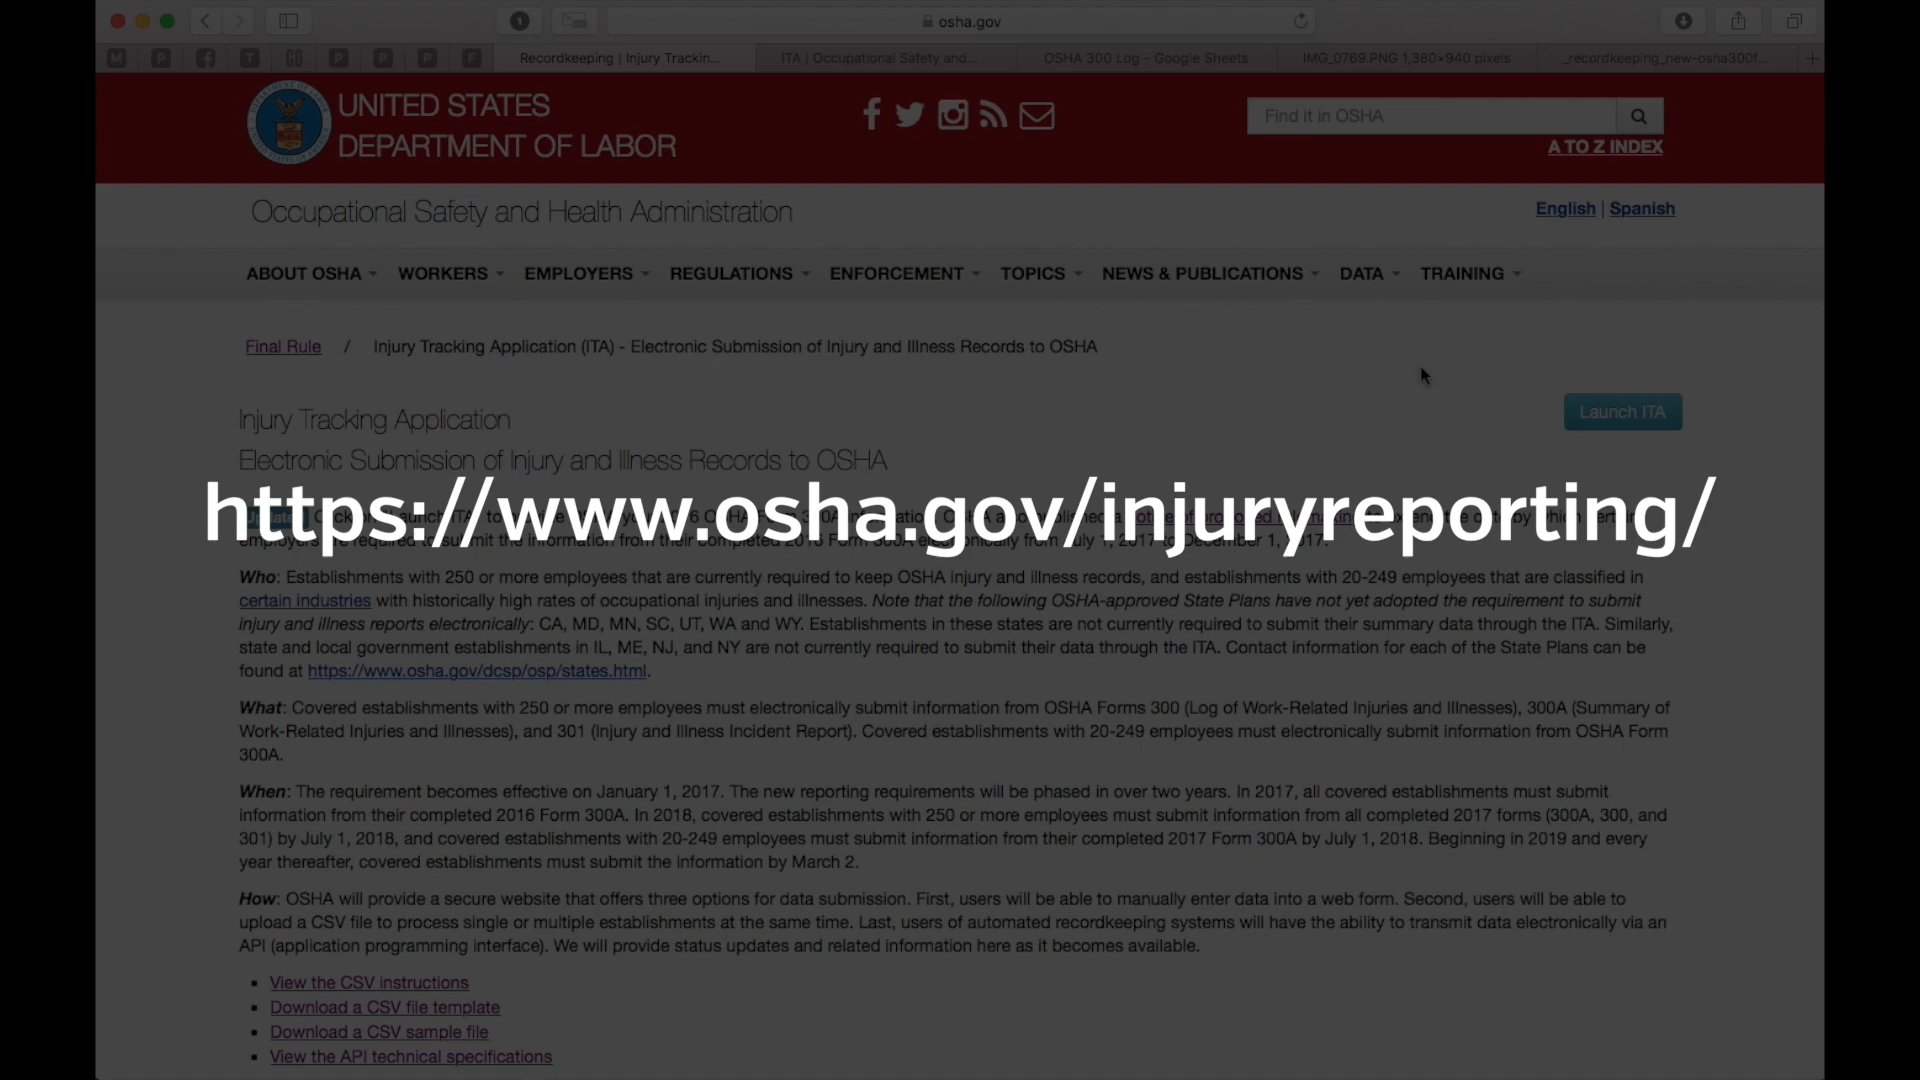 osha.gov
M P f T P P P F Recordkeeping | Injury Trackin... ITA | Occupational Safety and... OSHA 300 Log - Google Sheets IMG_0769.PNG 1,380×940 pixels _recordkeeping_new-osha300f...
UNITED STATES
DEPARTMENT OF LABOR
Find it in OSHA
A TO Z INDEX
Occupational Safety and Health Administration
English | Spanish
ABOUT OSHA WORKERS EMPLOYERS REGULATIONS ENFORCEMENT TOPICS NEWS & PUBLICATIONS DATA TRAINING
Final Rule / Injury Tracking Application (ITA) - Electronic Submission of Injury and Illness Records to OSHA
Launch ITA
Injury Tracking Application
Electronic Submission of Injury and Illness Records to OSHA
https://www.osha.gov/injuryreporting/
employers are required to submit the information from their completed 2016 Form 300A electronically from July 1, 2017 to December 1, 2017.
Who: Establishments with 250 or more employees that are currently required to keep OSHA injury and illness records, and establishments with 20-249 employees that are classified in
certain industries with historically high rates of occupational injuries and illnesses. Note that the following OSHA-approved State Plans have not yet adopted the requirement to submit
injury and illness reports electronically: CA, MD, MN, SC, UT, WA and WY. Establishments in these states are not currently required to submit their summary data through the ITA. Similarly,
state and local government establishments in IL, ME, NJ, and NY are not currently required to submit their data through the ITA. Contact information for each of the State Plans can be
found at https://www.osha.gov/dcsp/osp/states.html.
What: Covered establishments with 250 or more employees must electronically submit information from OSHA Forms 300 (Log of Work-Related Injuries and Illnesses), 300A (Summary of
Work-Related Injuries and Illnesses), and 301 (Injury and Illness Incident Report). Covered establishments with 20-249 employees must electronically submit information from OSHA Form
300A.
When: The requirement becomes effective on January 1, 2017. The new reporting requirements will be phased in over two years. In 2017, all covered establishments must submit
information from their completed 2016 Form 300A. In 2018, covered establishments with 250 or more employees must submit information from all completed 2017 forms (300A, 300, and
301) by July 1, 2018, and covered establishments with 20-249 employees must submit information from their completed 2017 Form 300A by July 1, 2018. Beginning in 2019 and every
year thereafter, covered establishments must submit the information by March 2.
How: OSHA will provide a secure website that offers three options for data submission. First, users will be able to manually enter data into a web form. Second, users will be able to
upload a CSV file to process single or multiple establishments at the same time. Last, users of automated recordkeeping systems will have the ability to transmit data electronically via an
API (application programming interface). We will provide status updates and related information here as it becomes available.
View the CSV instructions
Download a CSV file template
Download a CSV sample file
View the API technical specifications